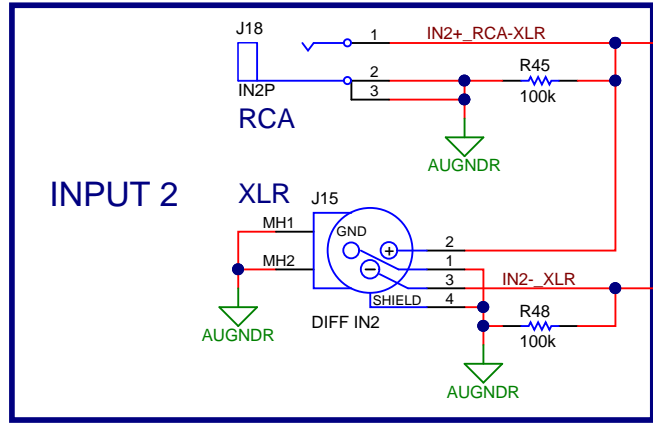 J18
1
IN2+_RCA-XLR
2
3
R45
100k
IN2P
RCA
AUGNDR
INPUT 2
XLR
J15
MH1
MH2
GND
+
−
SHIELD
2
1
3
4
IN2-_XLR
DIFF IN2
R48
100k
AUGNDR
AUGNDR